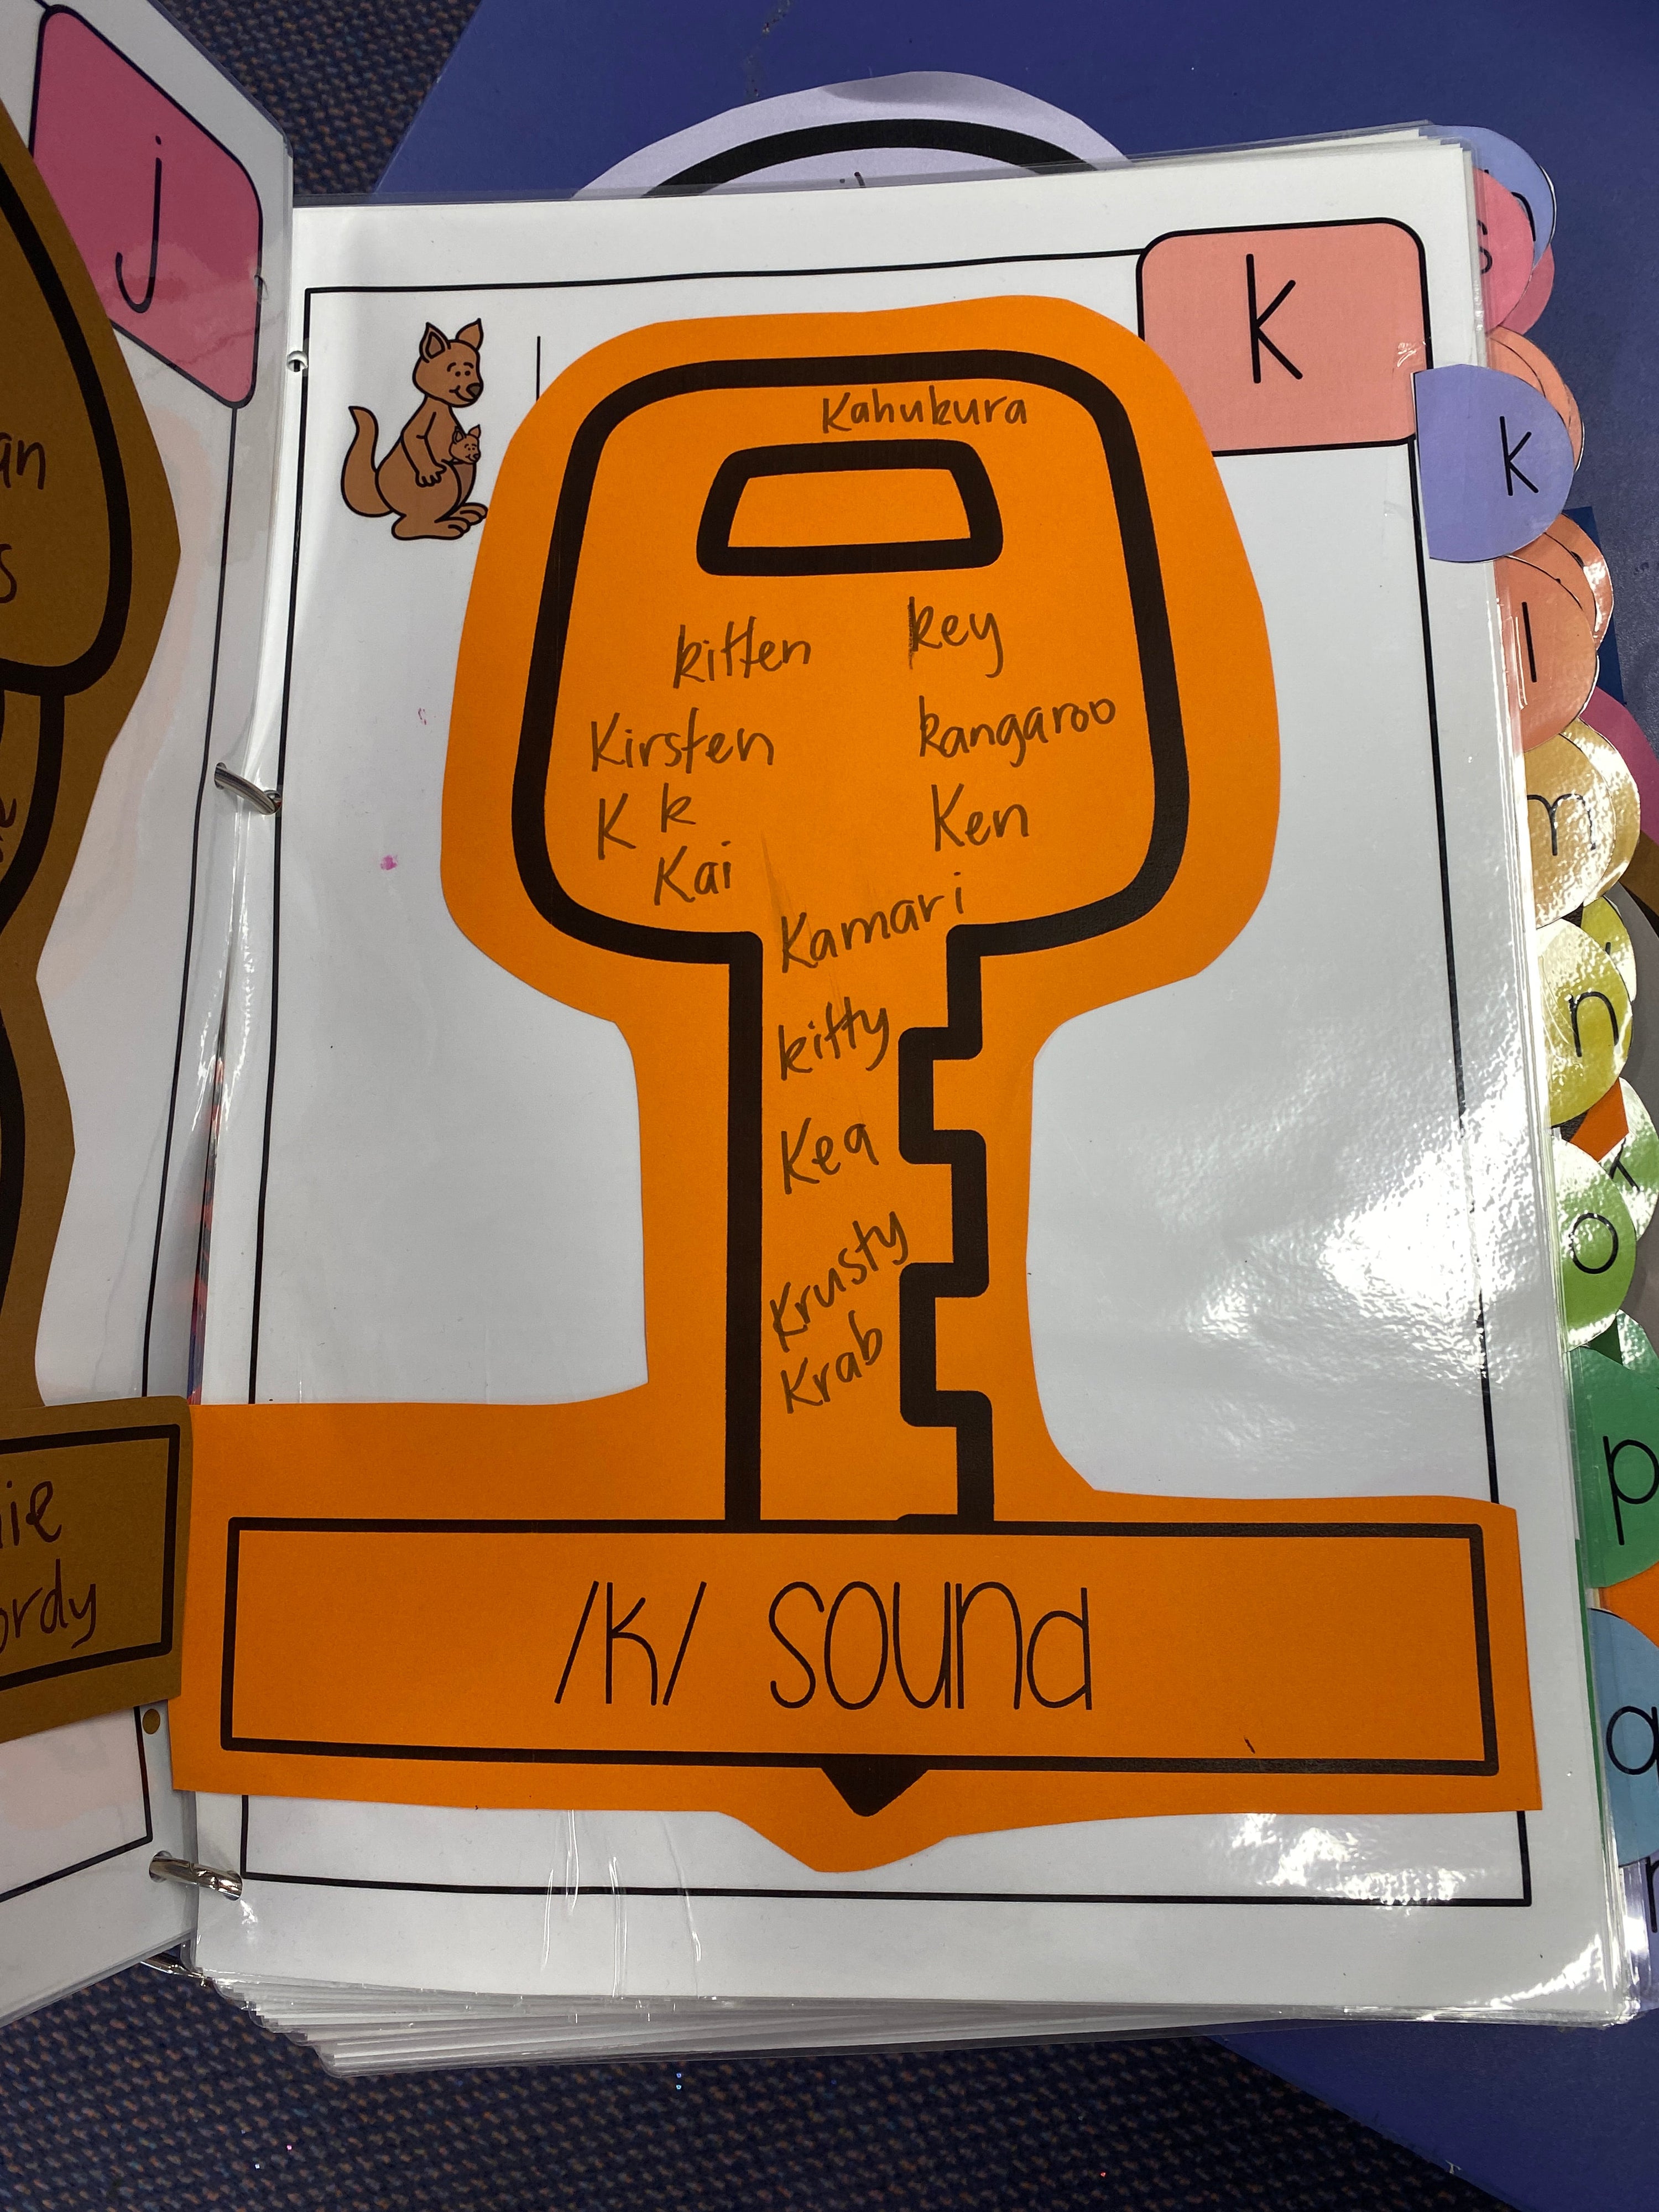 j
k
Kahukura
kitten key
Kirsten kangaroo
K k Ken
Kai
Kamari
kitty
Kea
Krusty
Krab
/k/ sound
s
k
l
m
n
o
p